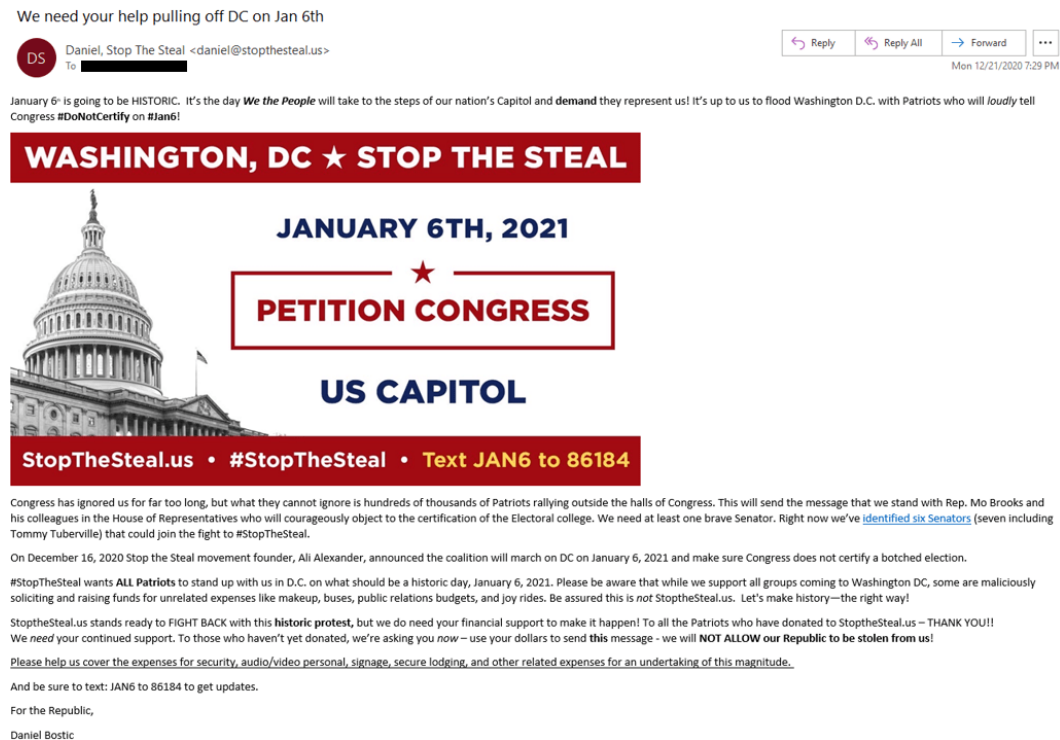 We need your help pulling off DC on Jan 6th
DS
Daniel, Stop The Steal <daniel@stopthesteal.us>
To
Reply
Reply All
Forward
...
Mon 12/21/2020 7:29 PM
January 6th is going to be HISTORIC. It's the day We the People will take to the steps of our nation's Capitol and demand they represent us! It's up to us to flood Washington D.C. with Patriots who will loudly tell
Congress #DoNotCertify on #Jan6!
WASHINGTON, DC ★ STOP THE STEAL
JANUARY 6TH, 2021
PETITION CONGRESS
US CAPITOL
StopTheSteal.us • #StopTheSteal • Text JAN6 to 86184
Congress has ignored us for far too long, but what they cannot ignore is hundreds of thousands of Patriots rallying outside the halls of Congress. This will send the message that we stand with Rep. Mo Brooks and
his colleagues in the House of Representatives who will courageously object to the certification of the Electoral college. We need at least one brave Senator. Right now we've identified six Senators (seven including
Tommy Tuberville) that could join the fight to #StopTheSteal.
On December 16, 2020 Stop the Steal movement founder, Ali Alexander, announced the coalition will march on DC on January 6, 2021 and make sure Congress does not certify a botched election.
#StopTheSteal wants ALL Patriots to stand up with us in D.C. on what should be a historic day, January 6, 2021. Please be aware that while we support all groups coming to Washington DC, some are maliciously
soliciting and raising funds for unrelated expenses like makeup, buses, public relations budgets, and joy rides. Be assured this is not StoptheSteal.us. Let's make history—the right way!
StoptheSteal.us stands ready to FIGHT BACK with this historic protest, but we do need your financial support to make it happen! To all the Patriots who have donated to StoptheSteal.us – THANK YOU!!
We need your continued support. To those who haven't yet donated, we're asking you now – use your dollars to send this message - we will NOT ALLOW our Republic to be stolen from us!
Please help us cover the expenses for security, audio/video personal, signage, secure lodging, and other related expenses for an undertaking of this magnitude.
And be sure to text: JAN6 to 86184 to get updates.
For the Republic,
Daniel Bostic